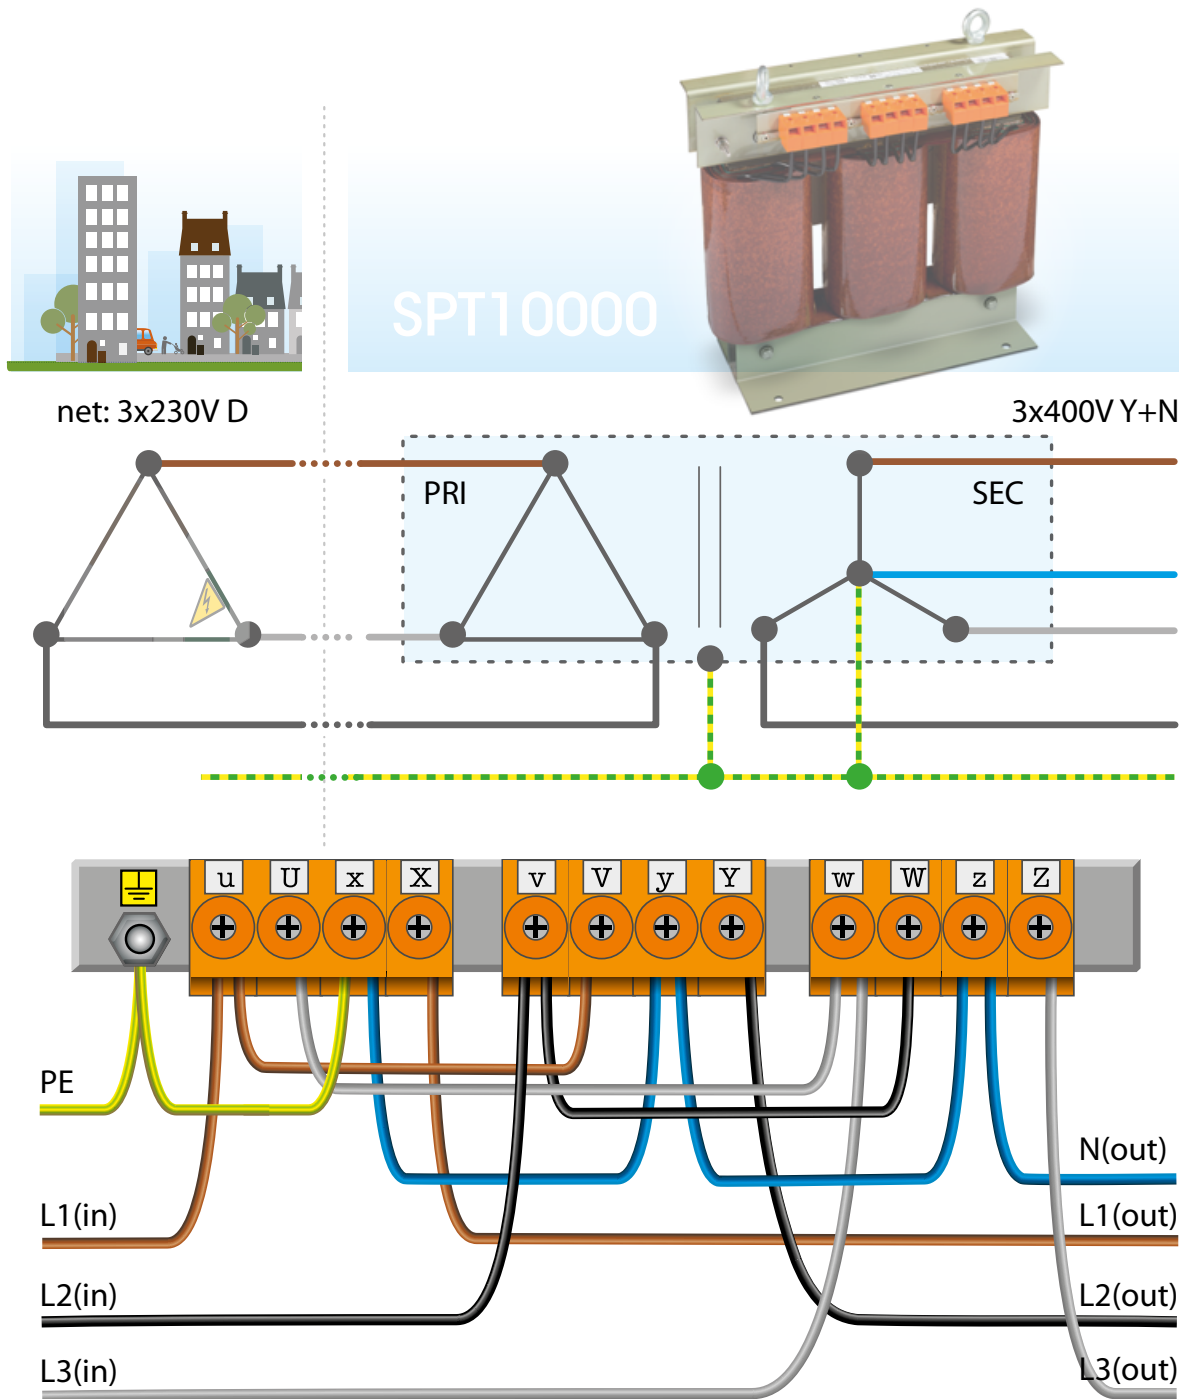 SPT10000
net: 3x230V D
3x400V Y+N
PRI
SEC
u U x X v V y Y w W z Z
PE
N(out)
L1(in)
L1(out)
L2(in)
L2(out)
L3(in)
L3(out)